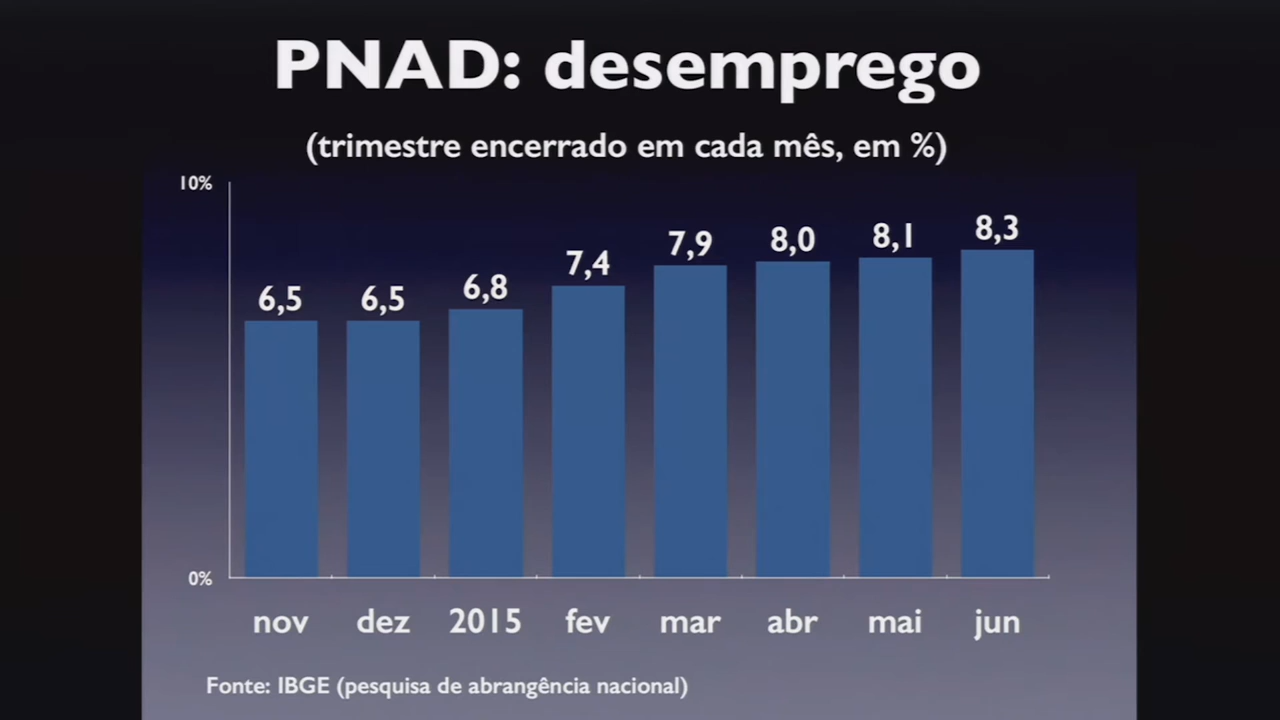 PNAD: desemprego
(trimestre encerrado em cada mês, em %)
10%
6,5 6,5 6,8 7,4 7,9 8,0 8,1 8,3
0%
nov dez 2015 fev mar abr mai jun
Fonte: IBGE (pesquisa de abrangência nacional)